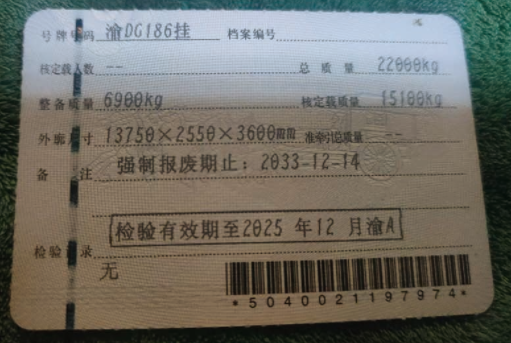 号牌号码 渝DG186挂 档案编号
核定载人数 -- 总质量 22000kg
整备质量 6900kg 核定载质量 15100kg
外廓尺寸 13750×2550×3600mm 准牵引总质量 --
备注 强制报废期止:2033-12-14
检验有效期至2025 年12 月渝A
检验记录
无
*5040021197974*